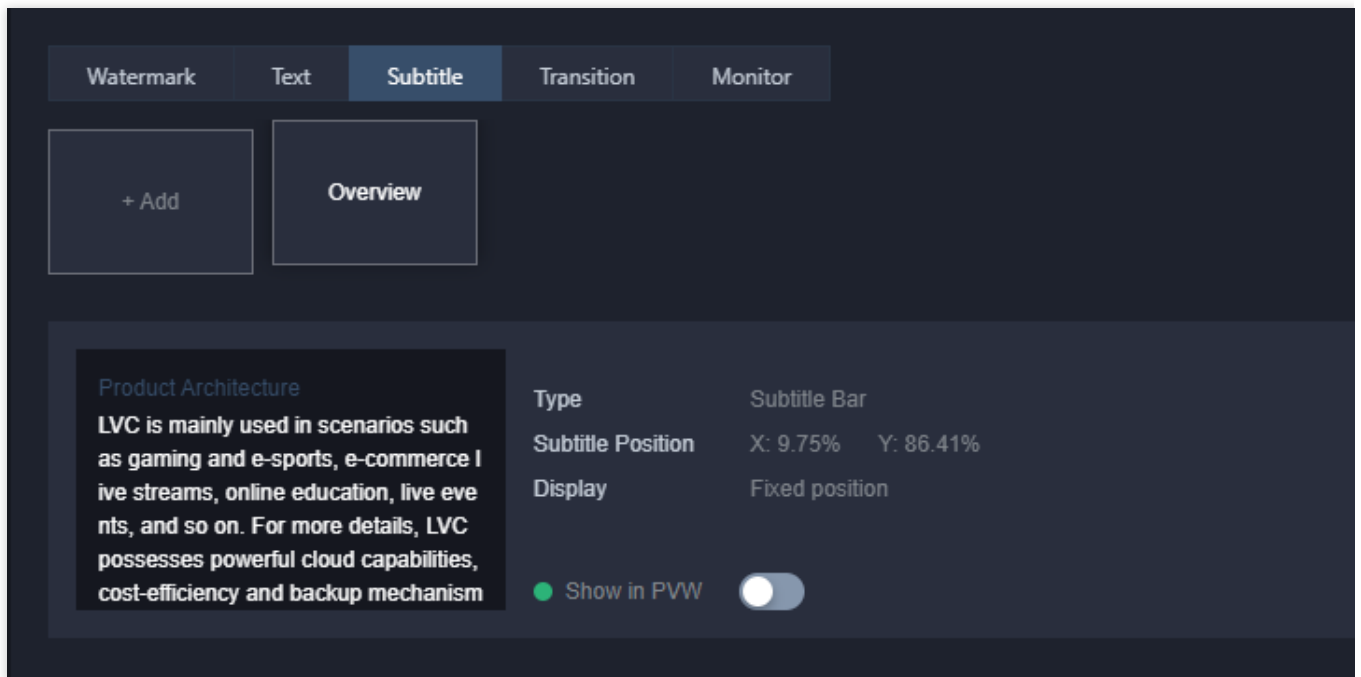 Watermark Text Subtitle Transition Monitor
+ Add
Overview
Product Architecture
LVC is mainly used in scenarios such
as gaming and e-sports, e-commerce l
ive streams, online education, live eve
nts, and so on. For more details, LVC
possesses powerful cloud capabilities,
cost-efficiency and backup mechanism
Type Subtitle Bar
Subtitle Position X: 9.75% Y: 86.41%
Display Fixed position
Show in PVW